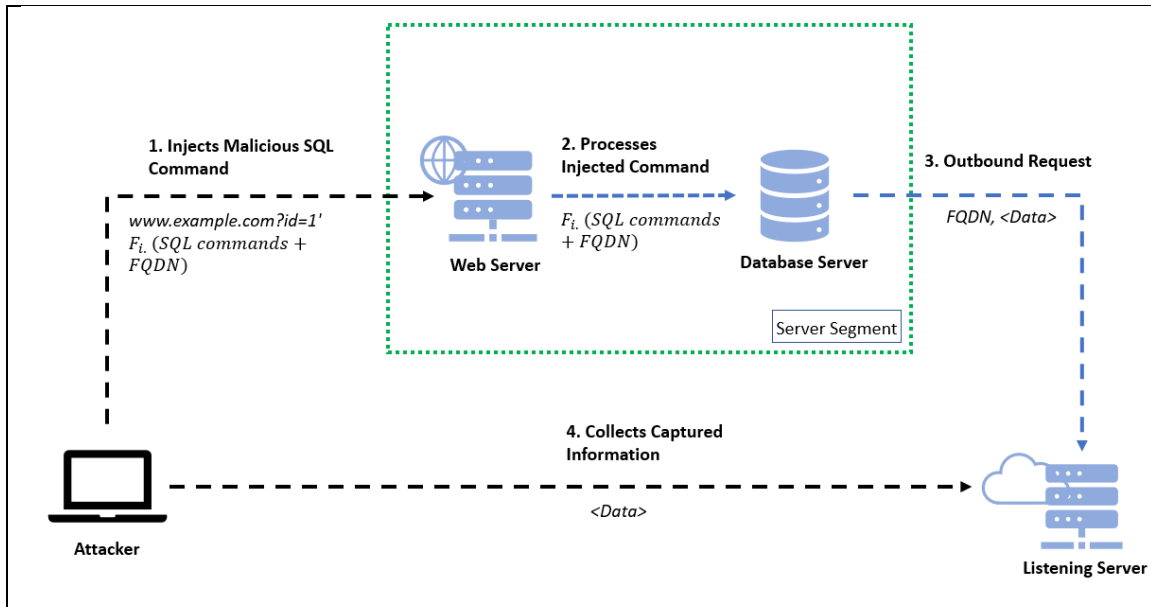 1. Injects Malicious SQL
Command
www.example.com?id=1'
Fᵢ. (SQL commands +
FQDN)
Web Server
2. Processes
Injected Command
Fᵢ. (SQL commands
+ FQDN)
Database Server
Server Segment
3. Outbound Request
FQDN, <Data>
4. Collects Captured
Information
<Data>
Attacker
Listening Server